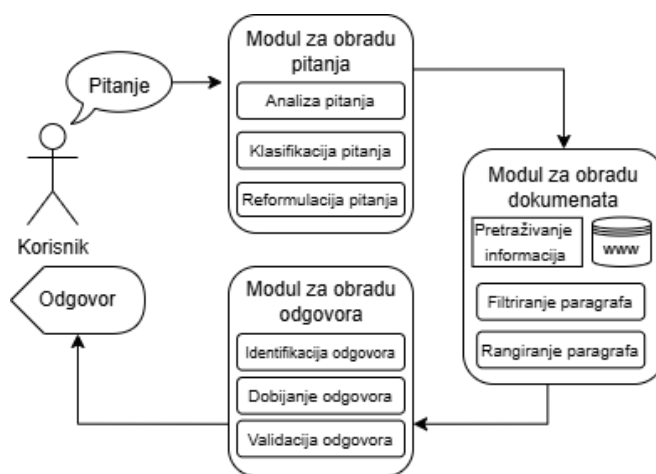 Modul za obradu
pitanja
Pitanje
Analiza pitanja
Klasifikacija pitanja
Reformulacija pitanja
Korisnik
Modul za obradu
dokumenata
Pretraživanje
informacija
www
Filtriranje paragrafa
Rangiranje paragrafa
Modul za obradu
odgovora
Identifikacija odgovora
Dobijanje odgovora
Validacija odgovora
Odgovor